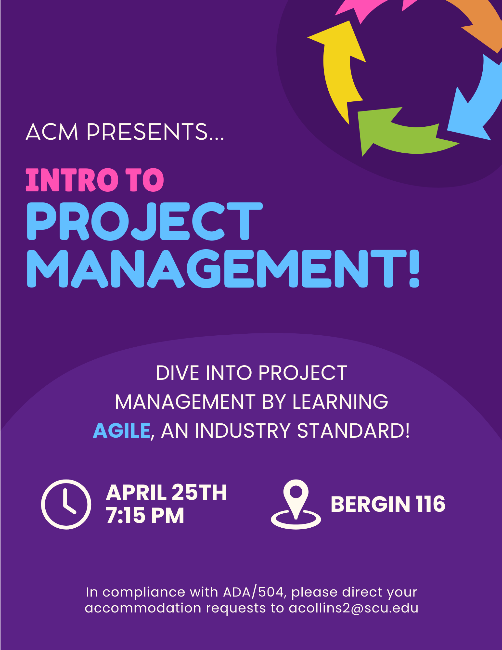 ACM PRESENTS...
INTRO TO
PROJECT
MANAGEMENT!
DIVE INTO PROJECT
MANAGEMENT BY LEARNING
AGILE, AN INDUSTRY STANDARD!
APRIL 25TH
7:15 PM
BERGIN 116
In compliance with ADA/504, please direct your
accommodation requests to acollins2@scu.edu